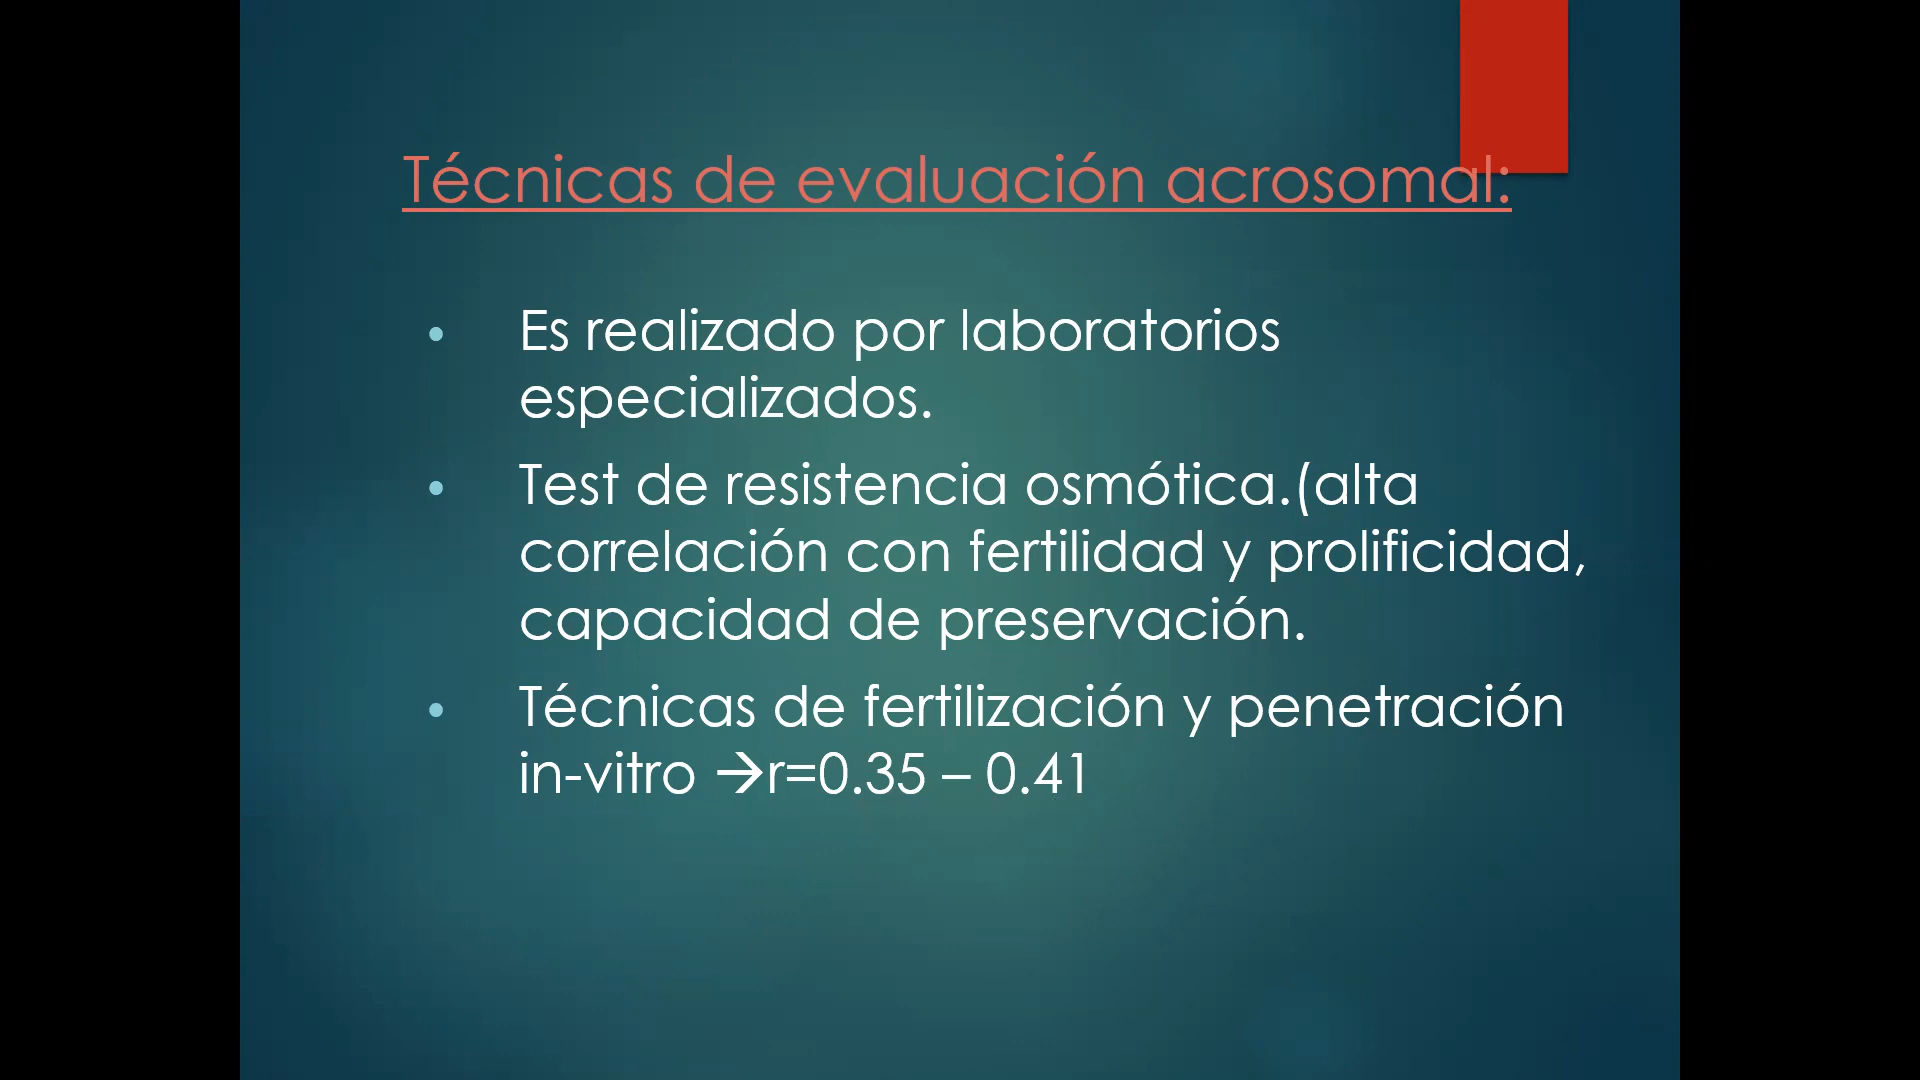 Técnicas de evaluación acrosomal:
• Es realizado por laboratorios
especializados.
• Test de resistencia osmótica.(alta
correlación con fertilidad y prolificidad,
capacidad de preservación.
• Técnicas de fertilización y penetración
in-vitro →r=0.35 – 0.41